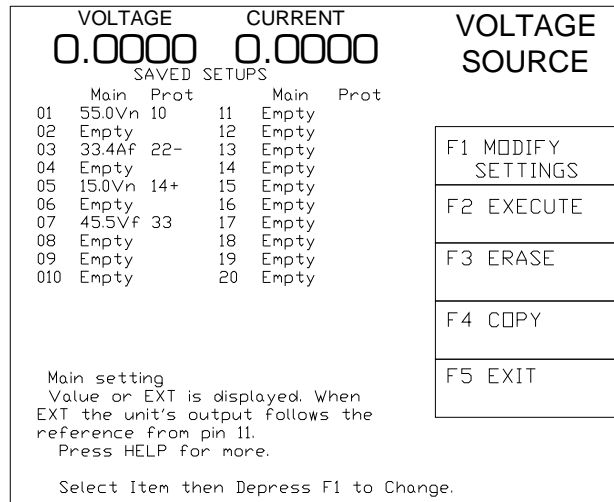 VOLTAGE CURRENT
0.0000 0.0000
SAVED SETUPS
Main Prot Main Prot
01 55.0Vn 10 11 Empty
02 Empty 12 Empty
03 33.4Af 22- 13 Empty
04 Empty 14 Empty
05 15.0Vn 14+ 15 Empty
06 Empty 16 Empty
07 45.5Vf 33 17 Empty
08 Empty 18 Empty
09 Empty 19 Empty
010 Empty 20 Empty
Main setting
Value or EXT is displayed. When
EXT the unit's output follows the
reference from pin 11.
Press HELP for more.
Select Item then Depress F1 to Change.
VOLTAGE
SOURCE
F1 MODIFY
SETTINGS
F2 EXECUTE
F3 ERASE
F4 COPY
F5 EXIT